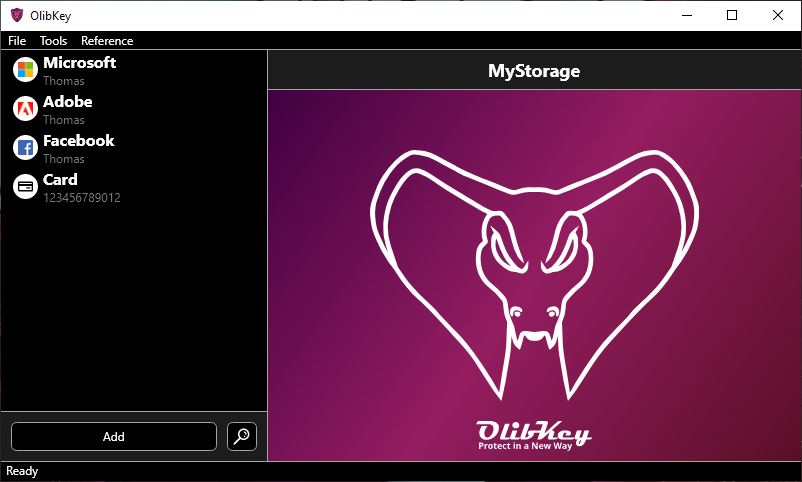 OlibKey
File Tools Reference
Microsoft
Thomas
Adobe
Thomas
Facebook
Thomas
Card
123456789012
Add
MyStorage
OlibKey
Protect in a New Way
Ready